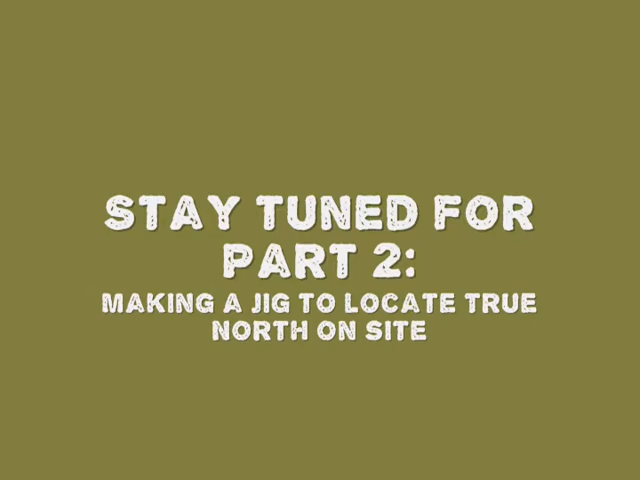 STAY TUNED FOR
PART 2:
MAKING A JIG TO LOCATE TRUE
NORTH ON SITE